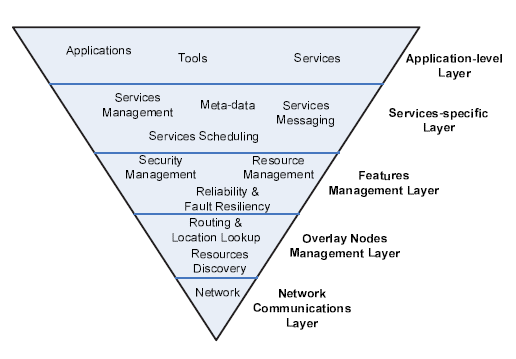 Applications
Tools
Services
Application-level
Layer
Services
Management
Meta-data
Services
Messaging
Services Scheduling
Services-specific
Layer
Security
Management
Resource
Management
Reliability &
Fault Resiliency
Features
Management Layer
Routing &
Location Lookup
Resources
Discovery
Overlay Nodes
Management Layer
Network
Network
Communications
Layer